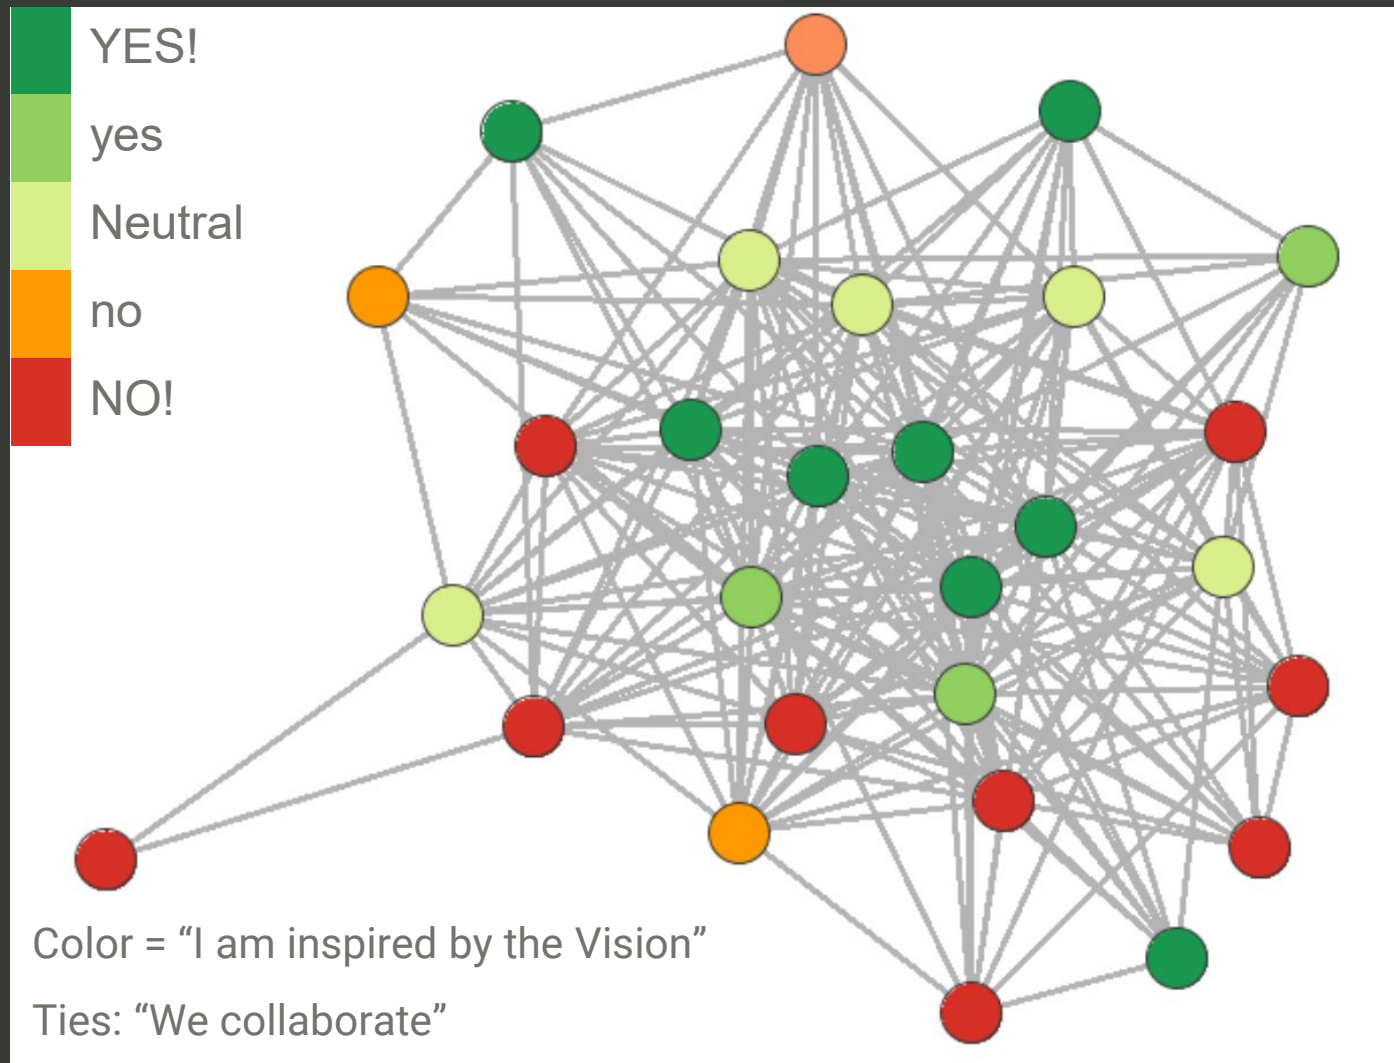 YES!
yes
Neutral
no
NO!
Color = “I am inspired by the Vision”
Ties: “We collaborate”